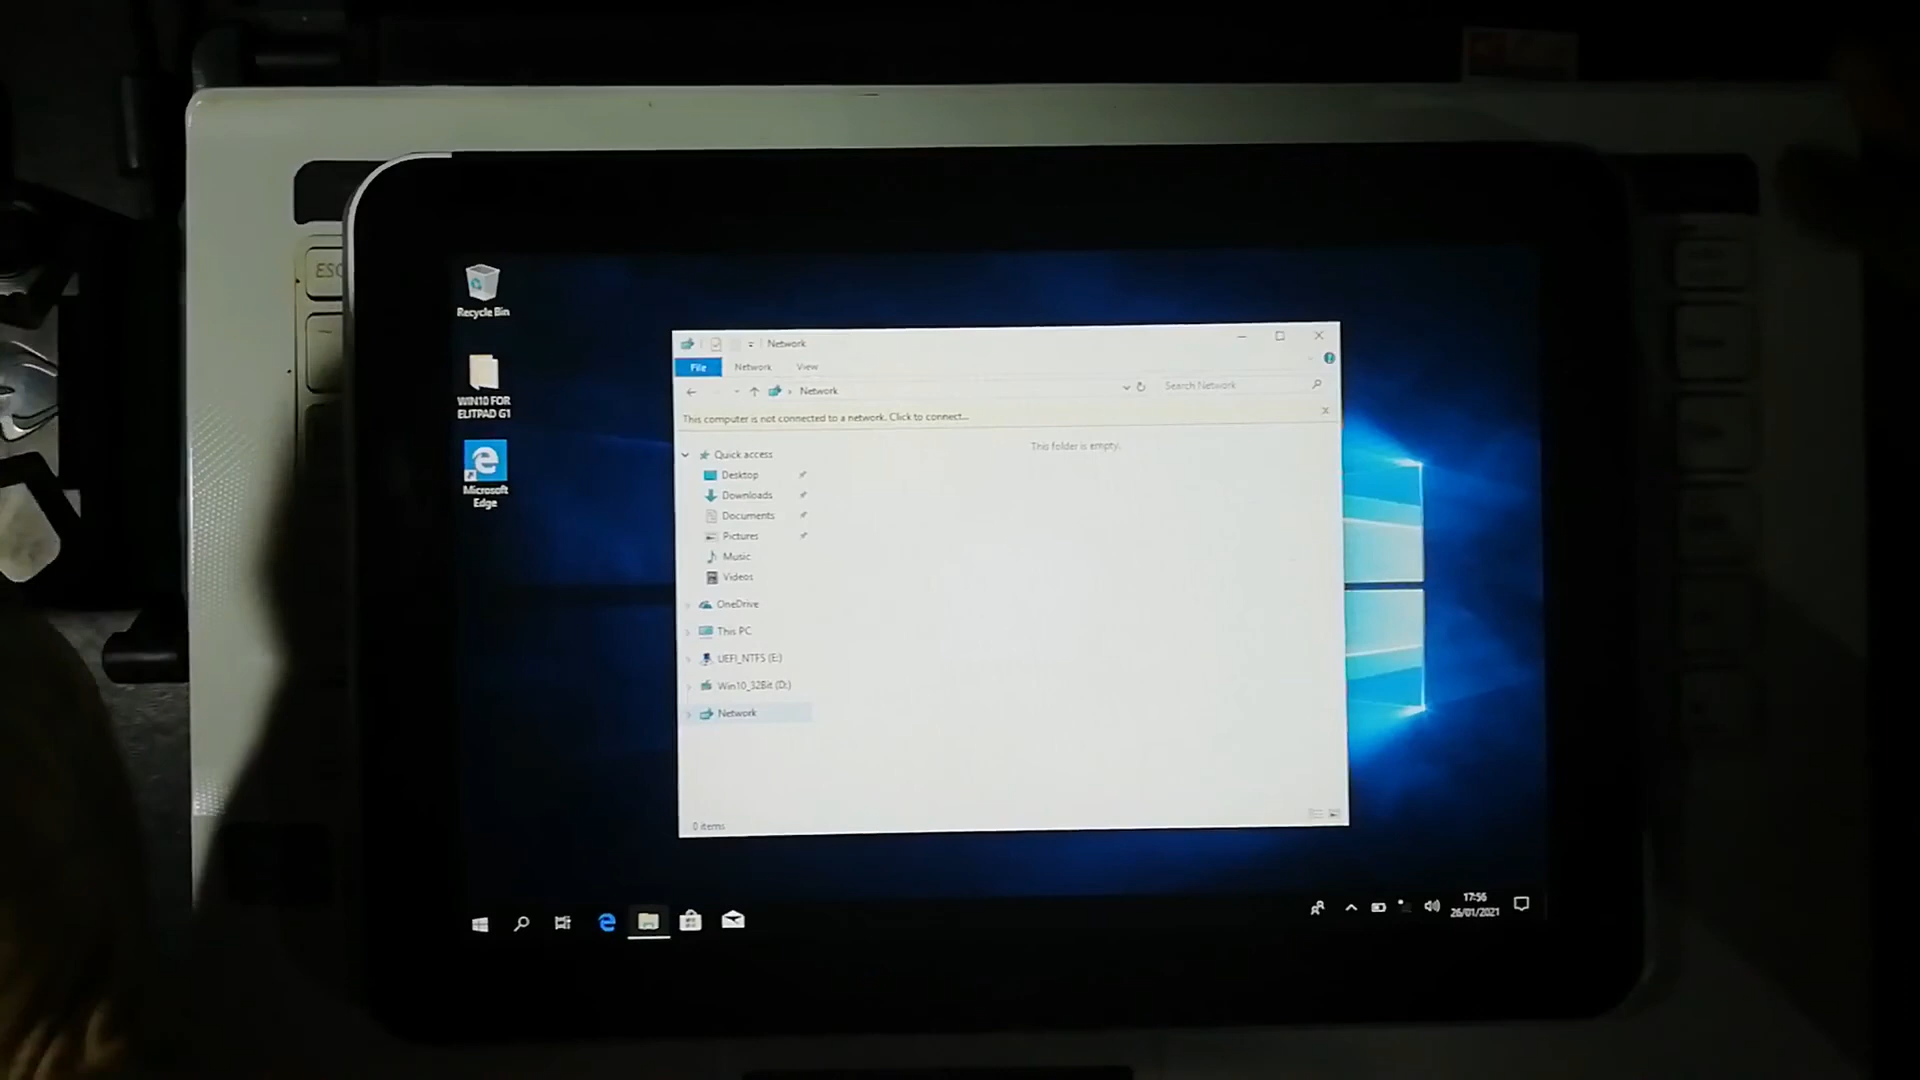 ESC
Recycle Bin
WIN10 FOR
ELITPAD G1
Microsoft
Edge
Network
File
Network
View
Network
Search Network
This computer is not connected to a network. Click to connect...
This folder is empty.
Quick access
Desktop
Downloads
Documents
Pictures
Music
Videos
OneDrive
This PC
UEFI_NTFS (E:)
Win10_32Bit (D:)
Network
0 items
17:56
26/01/2021